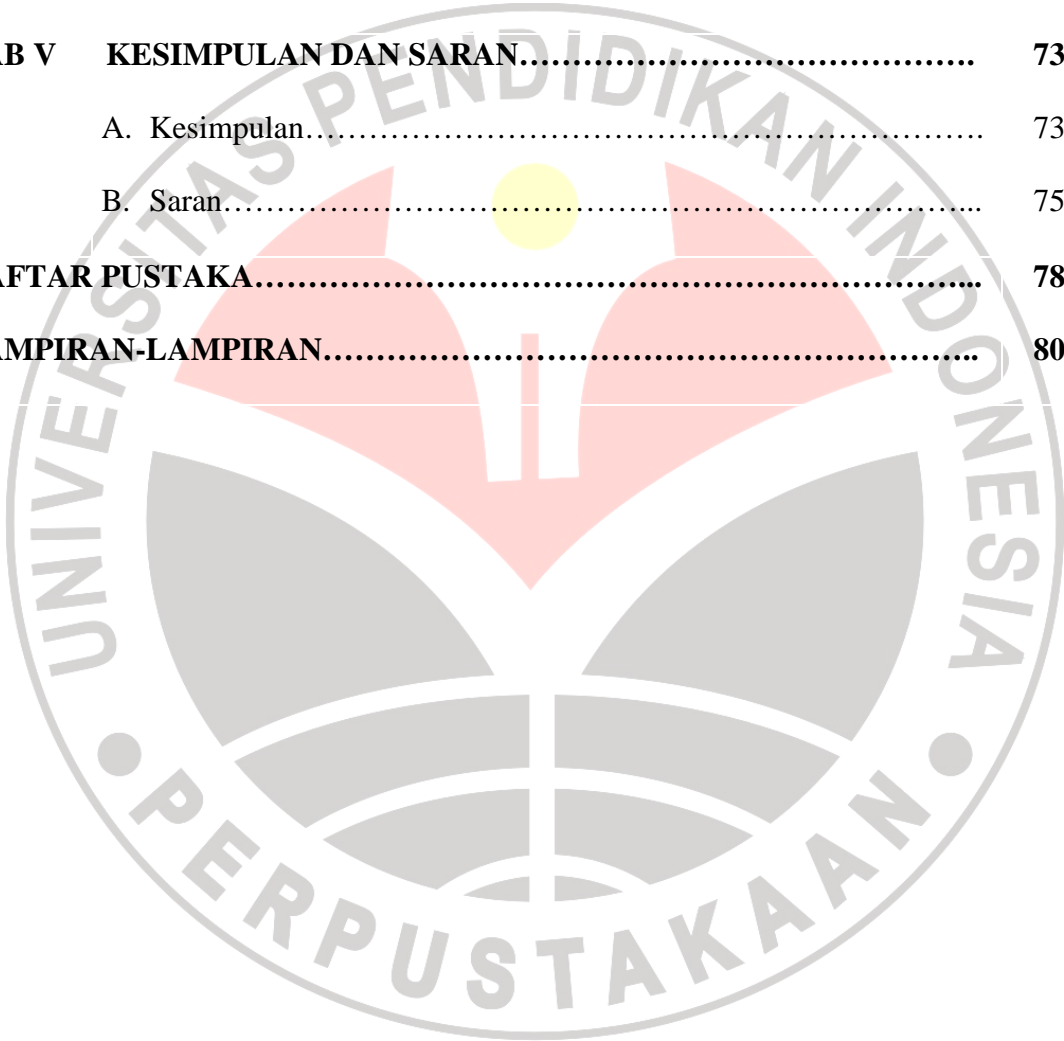 AB V KESIMPULAN DAN SARAN……………………………………. 73
A. Kesimpulan…………………………………………………………. 73
B. Saran………………………………………………………………... 75
AFTAR PUSTAKA……………………………………………………………... 78
AMPIRAN-LAMPIRAN……………………………………………………….. 80
UNIVERSITAS PENDIDIKAN INDONESIA
PERPUSTAKAAN